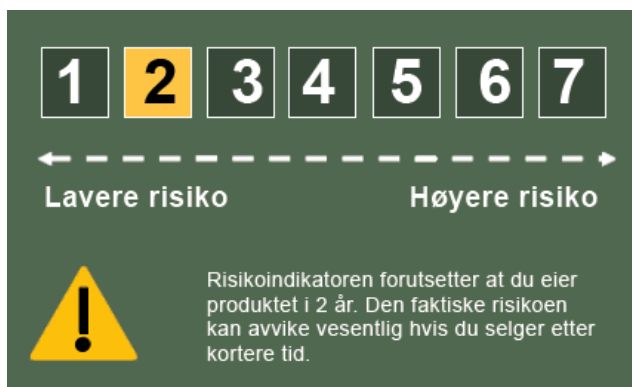 1 2 3 4 5 6 7
Lavere risiko Høyere risiko
Risikoindikatoren forutsetter at du eier
produktet i 2 år. Den faktiske risikoen
kan avvike vesentlig hvis du selger etter
kortere tid.